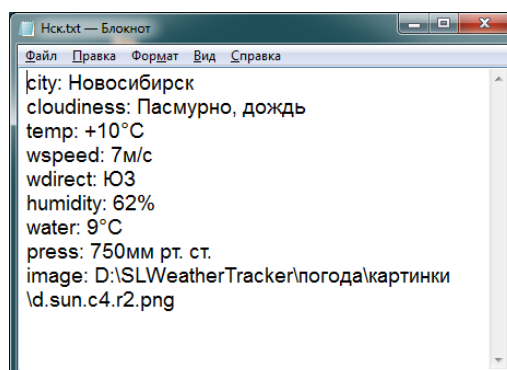 Нск.txt — Блокнот
Файл Правка Формат Вид Справка
city: Новосибирск
cloudiness: Пасмурно, дождь
temp: +10°C
wspeed: 7м/с
wdirect: ЮЗ
humidity: 62%
water: 9°C
press: 750мм рт. ст.
image: D:\SLWeatherTracker\погода\картинки
\d.sun.c4.r2.png